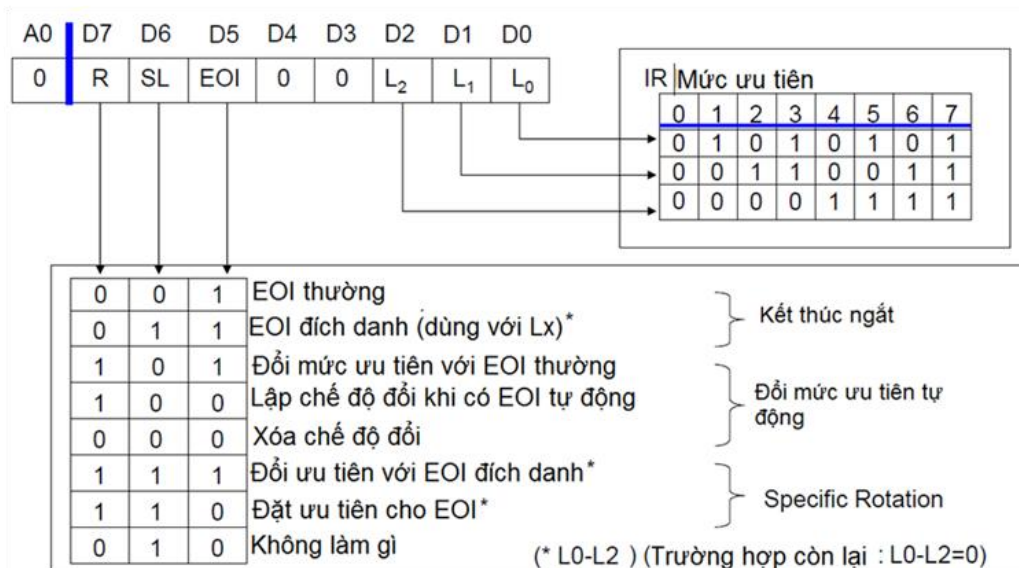 A0 D7 D6 D5 D4 D3 D2 D1 D0
0 R SL EOI 0 0 L2 L1 L0
IR Mức ưu tiên
0 1 2 3 4 5 6 7
0 1 0 1 0 1 0 1
0 0 1 1 0 0 1 1
0 0 0 0 1 1 1 1
0 0 1 EOI thường
0 1 1 EOI đích danh (dùng với Lx)*
Kết thúc ngắt
1 0 1 Đổi mức ưu tiên với EOI thường
1 0 0 Lập chế độ đổi khi có EOI tự động
0 0 0 Xóa chế độ đổi
Đổi mức ưu tiên tự
động
1 1 1 Đổi ưu tiên với EOI đích danh*
1 1 0 Đặt ưu tiên cho EOI*
Specific Rotation
0 1 0 Không làm gì
(* L0-L2 ) (Trường hợp còn lại : L0-L2=0)